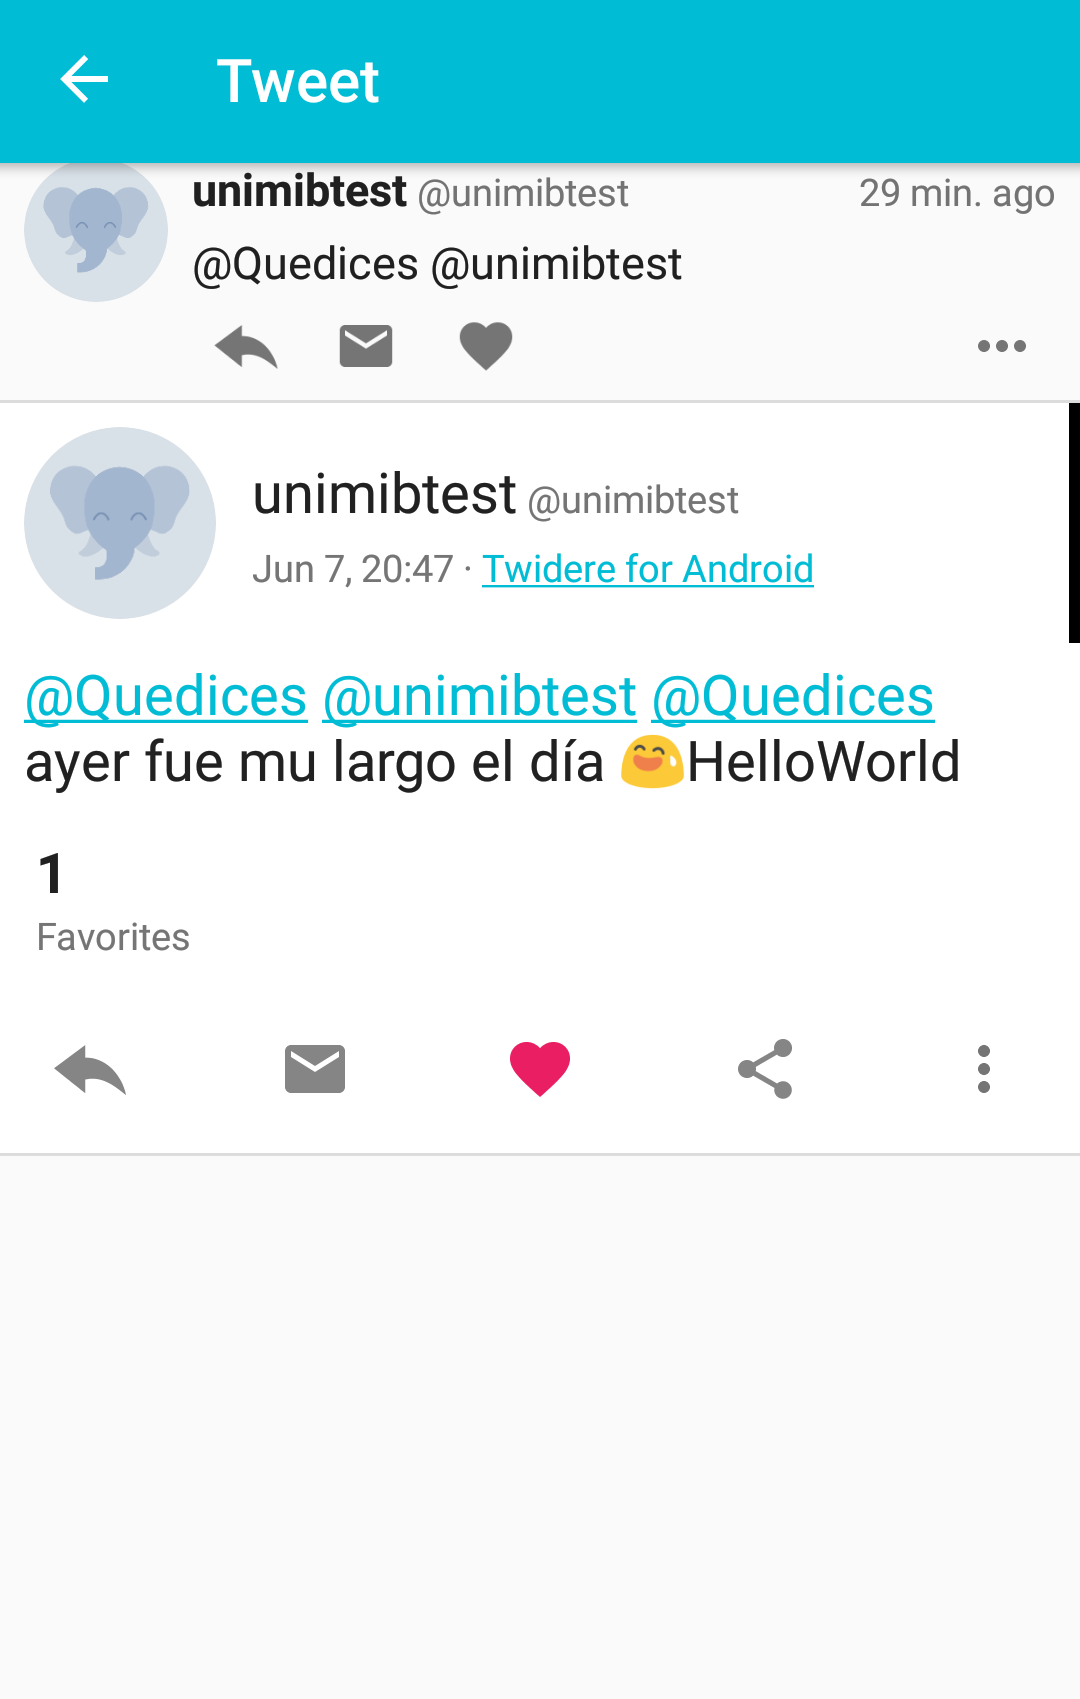 Tweet
unimibtest @unimibtest 29 min. ago
@Quedices @unimibtest
unimibtest @unimibtest
Jun 7, 20:47 · Twidere for Android
@Quedices @unimibtest @Quedices
ayer fue mu largo el día 😅HelloWorld
1
Favorites